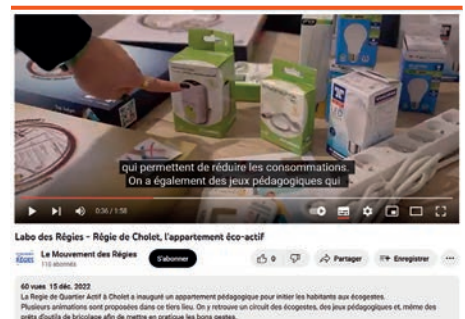 qui permettent de réduire les consommations.
On a également des jeux pédagogiques qui
0:36 / 1:58
Labo des Régies - Régie de Cholet, l'appartement éco-actif
Le Mouvement des Régies
110 abonnés
S'abonner
0
Partager
Enregistrer
60 vues 15 déc. 2022
La Regie de Quartier Actif à Cholet a inauguré un appartement pédagogique pour initier les habitants aux écogestes.
Plusieurs animations sont proposées dans ce tiers lieu. On y retrouve un circuit des écogestes, des jeux pédagogiques et, même des
prêts d'outils de bricolage afin de mettre en pratique les bons gestes.